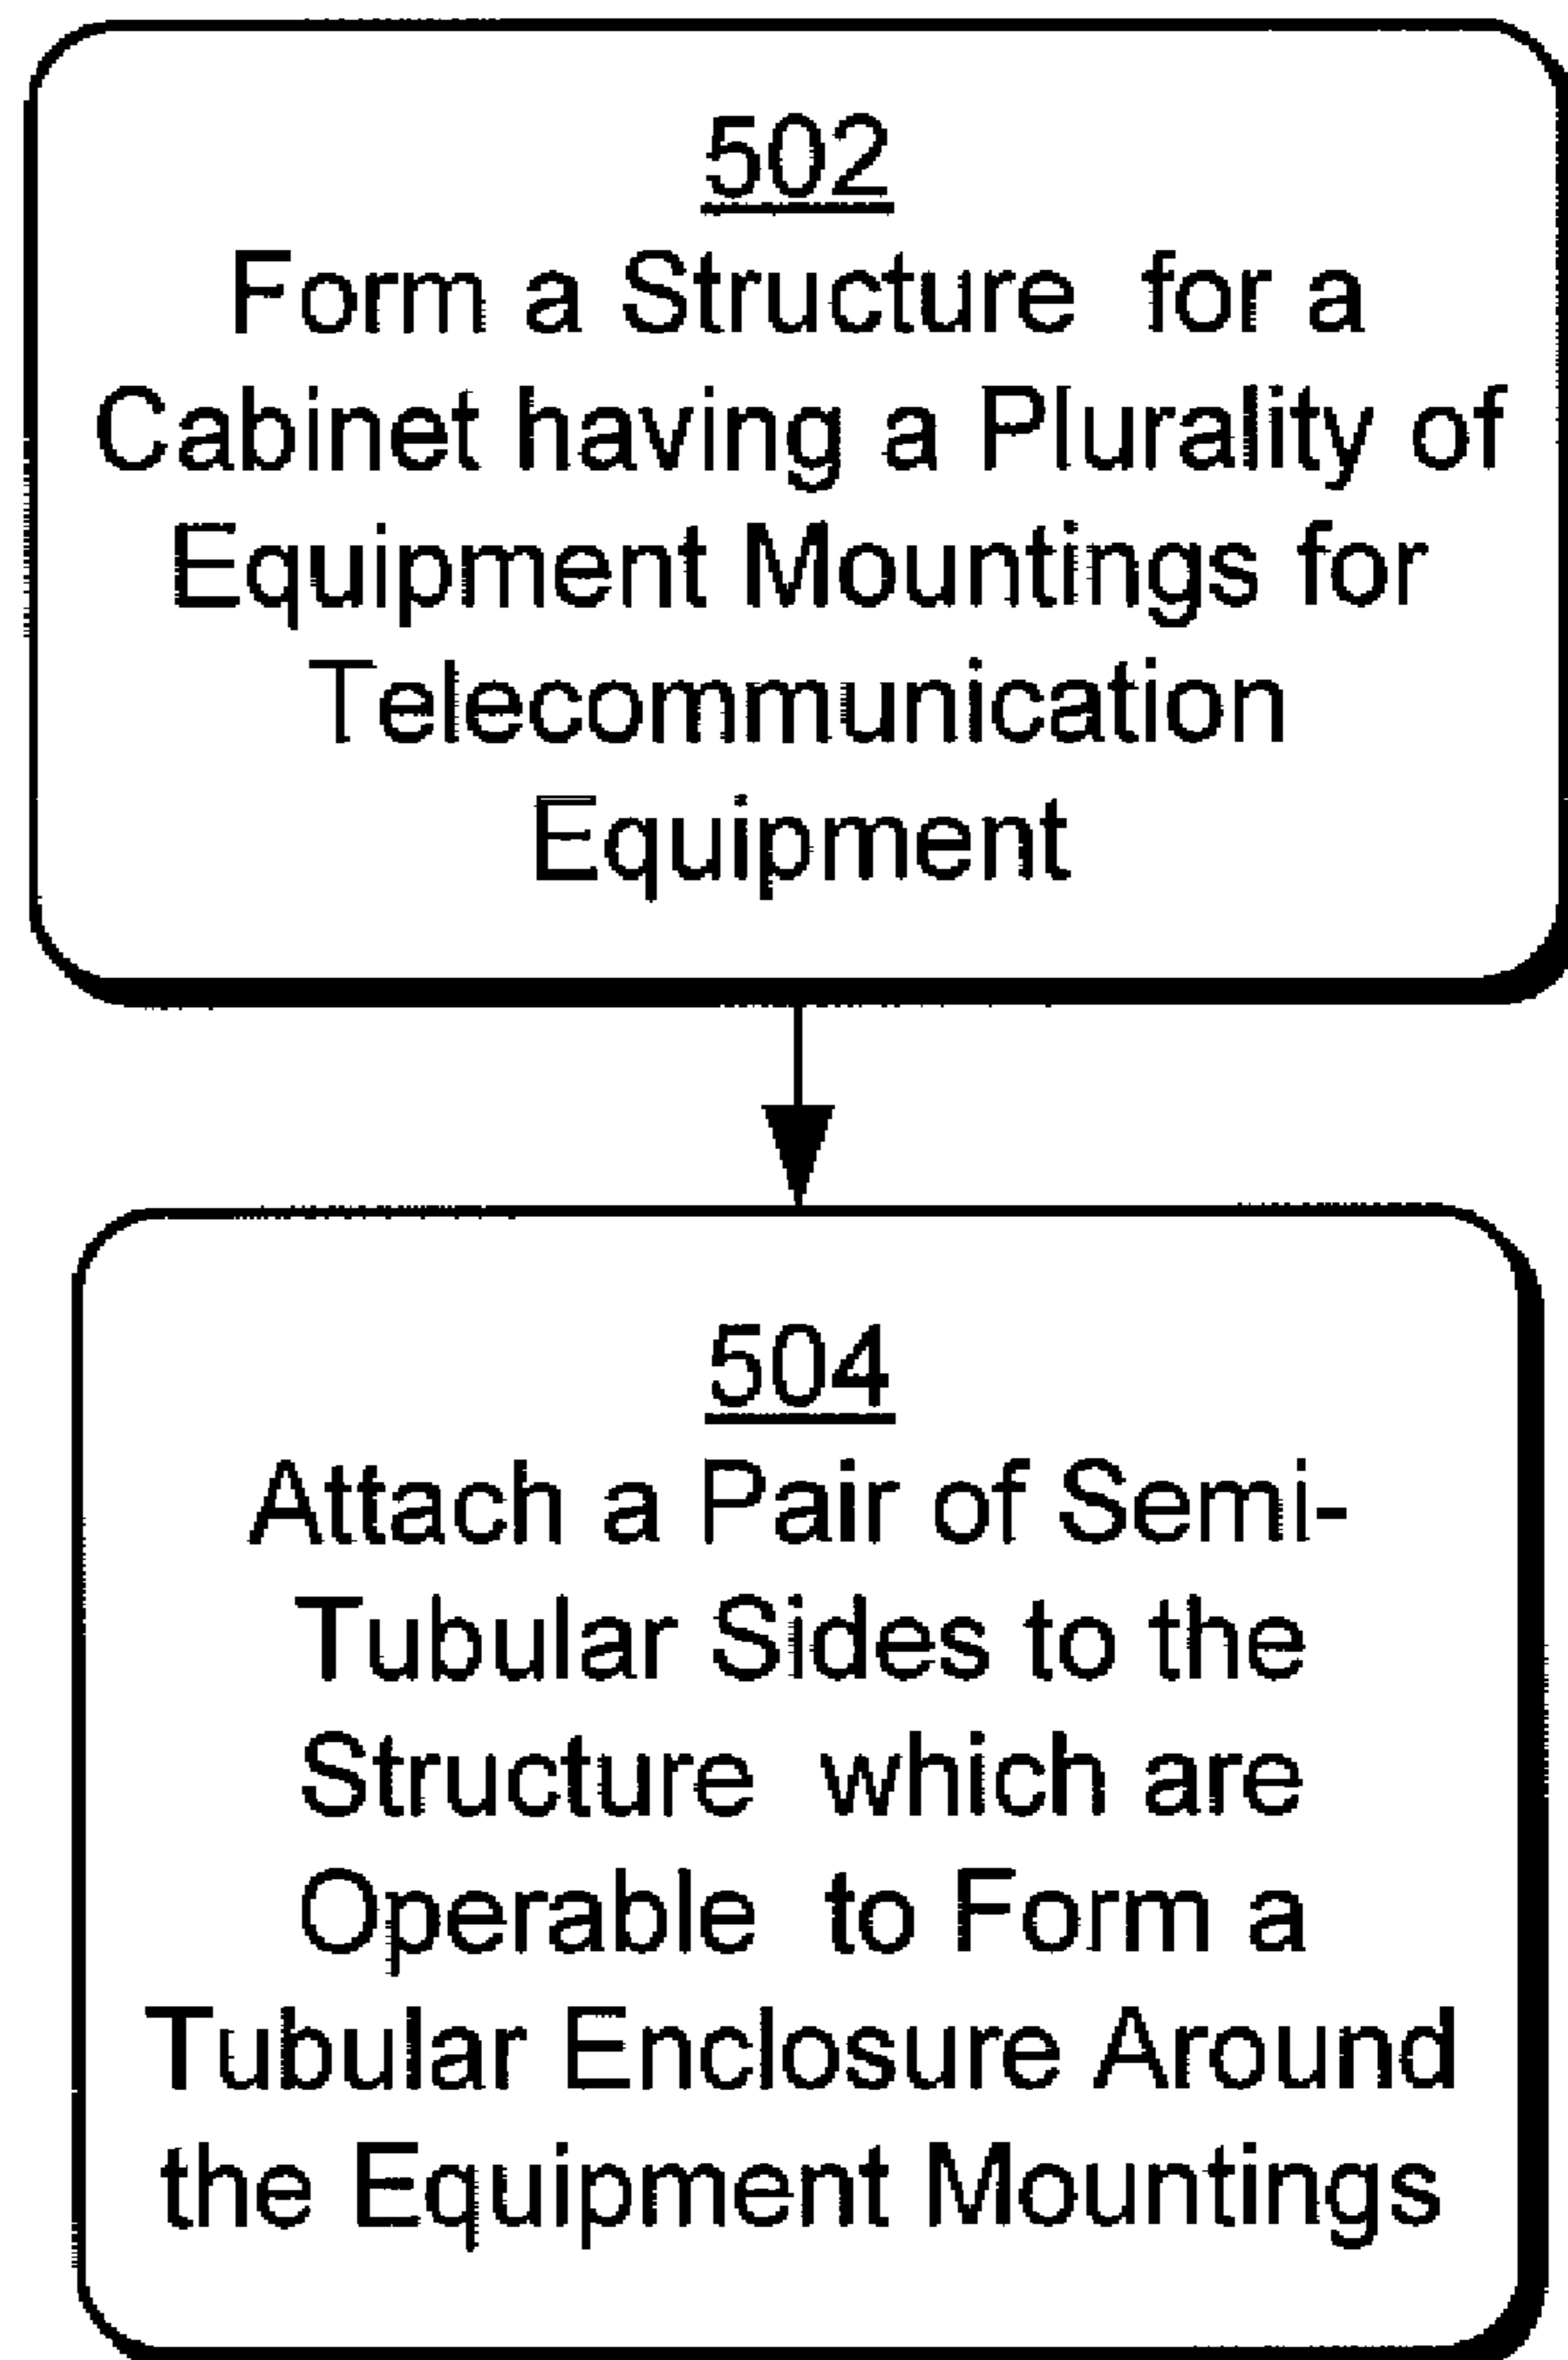 502
Form a Structure for a
Cabinet having a Plurality of
Equipment Mountings for
Telecommunication
Equipment
504
Attach a Pair of Semi-
Tubular Sides to the
Structure which are
Operable to Form a
Tubular Enclosure Around
the Equipment Mountings